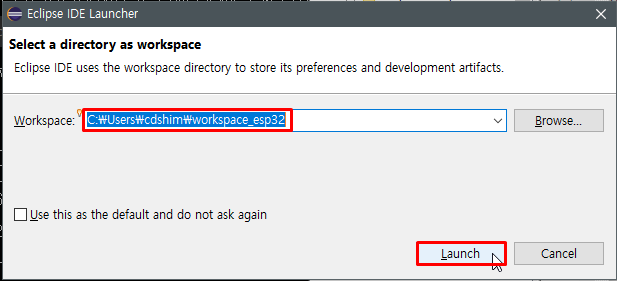 Eclipse IDE Launcher
Select a directory as workspace
Eclipse IDE uses the workspace directory to store its preferences and development artifacts.
Workspace: C:₩Users₩cdshim₩workspace_esp32 Browse...
Use this as the default and do not ask again
Launch Cancel